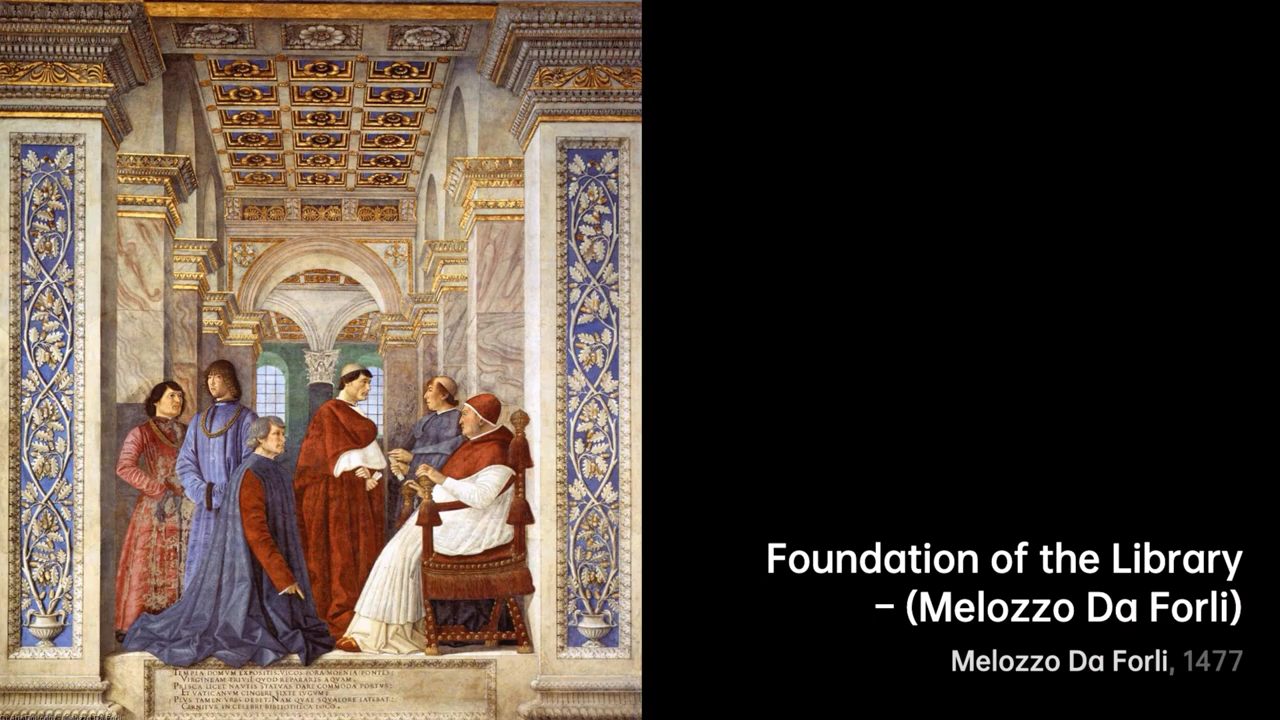 TEMPLA DOMVM EXPOSITIS: VICOS FORA MOENIA PONTES:
VIRGINEAM TRIVII QVOD REPARARIS AQVAM.
PRISCA LICET NAVTIS STATVAS DARE COMMODA PORTVS:
ET VATICANVM CINGERE SIXTE IVGVM:
PLVS TAMEN VRBS DEBET: NAM QVAE SQVALORE LATEBAT:
CERNITVR IN CELEBRI BIBLIOTHECA LOCO.
Foundation of the Library
– (Melozzo Da Forli)
Melozzo Da Forli, 1477